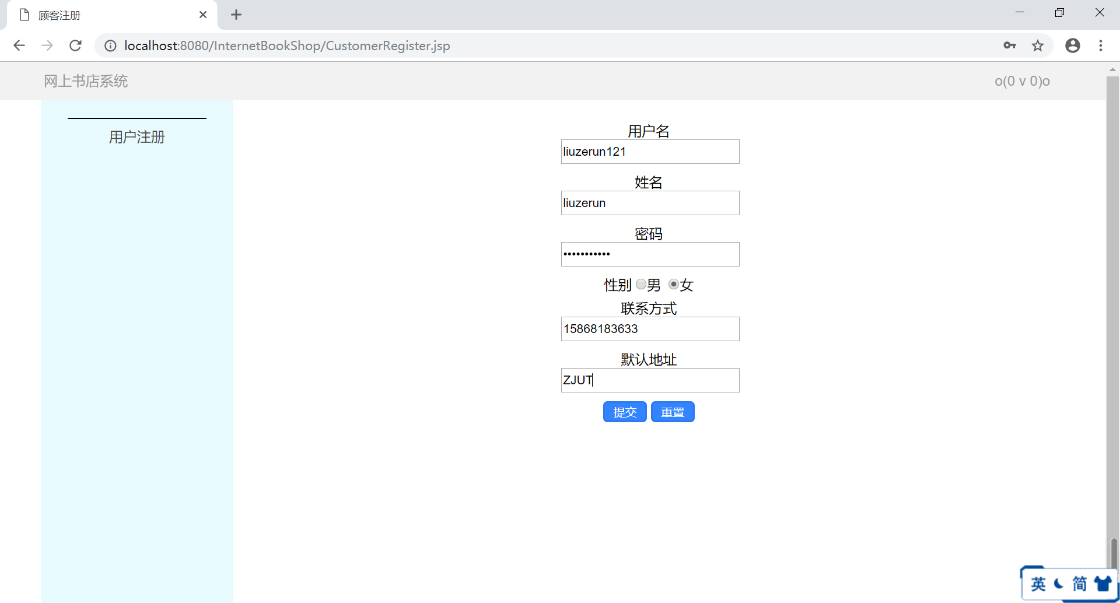 顾客注册
localhost:8080/InternetBookShop/CustomerRegister.jsp
网上书店系统
o(0 v 0)o
用户注册
用户名
liuzerun121
姓名
liuzerun
密码
•••••••••••
性别 男 女
联系方式
15868183633
默认地址
ZJUT
提交 重置
英 简